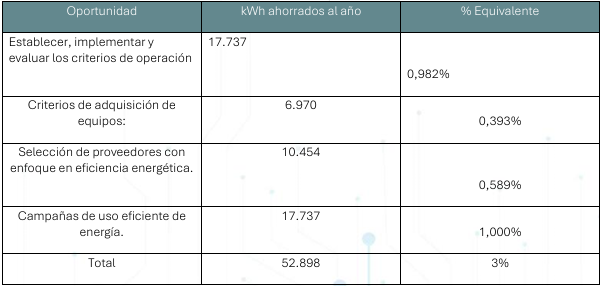 Oportunidad kWh ahorrados al año % Equivalente
Establecer, implementar y
evaluar los criterios de operación
17.737
0,982%
Criterios de adquisición de
equipos:
6.970
0,393%
Selección de proveedores con
enfoque en eficiencia energética.
10.454
0,589%
Campañas de uso eficiente de
energía.
17.737
1,000%
Total 52.898 3%